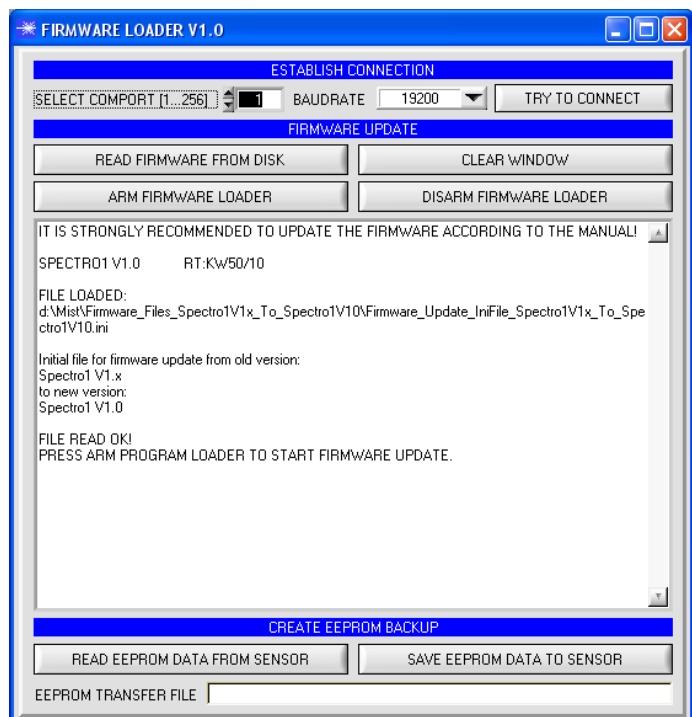 FIRMWARE LOADER V1.0
ESTABLISH CONNECTION
SELECT COMPORT [1...256] 1 BAUDRATE 19200 TRY TO CONNECT
FIRMWARE UPDATE
READ FIRMWARE FROM DISK CLEAR WINDOW
ARM FIRMWARE LOADER DISARM FIRMWARE LOADER
IT IS STRONGLY RECOMMENDED TO UPDATE THE FIRMWARE ACCORDING TO THE MANUAL!
SPECTRO1 V1.0 RT:KW50/10
FILE LOADED:
d:\Mist\Firmware_Files_Spectro1V1x_To_Spectro1V10\Firmware_Update_IniFile_Spectro1V1x_To_Spe
ctro1V10.ini
Initial file for firmware update from old version:
Spectro1 V1.x
to new version:
Spectro1 V1.0
FILE READ OK!
PRESS ARM PROGRAM LOADER TO START FIRMWARE UPDATE.
CREATE EEPROM BACKUP
READ EEPROM DATA FROM SENSOR SAVE EEPROM DATA TO SENSOR
EEPROM TRANSFER FILE